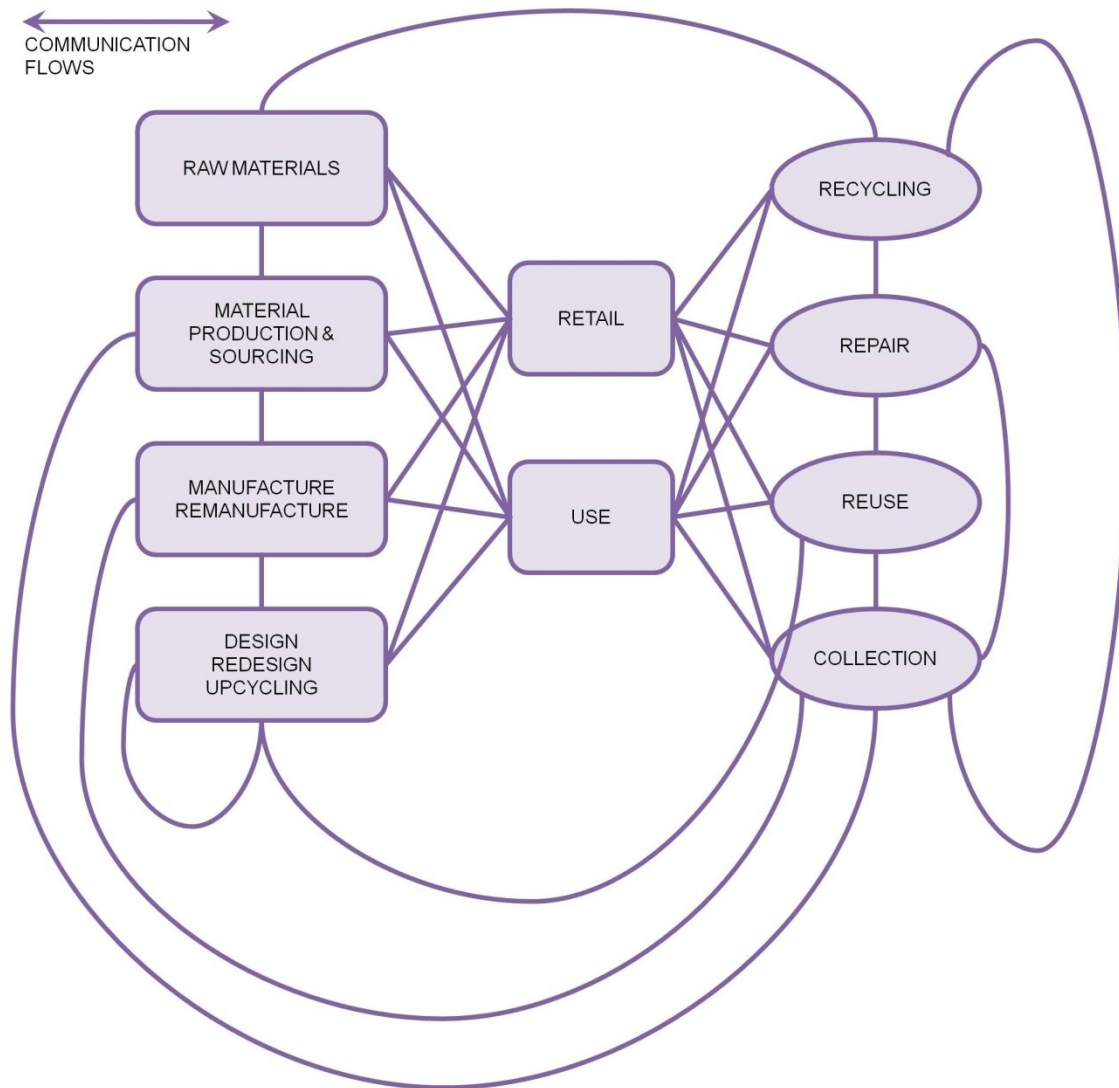 COMMUNICATION
FLOWS
RAW MATERIALS
MATERIAL
PRODUCTION &
SOURCING
MANUFACTURE
REMANUFACTURE
DESIGN
REDESIGN
UPCYCLING
RETAIL
USE
RECYCLING
REPAIR
REUSE
COLLECTION